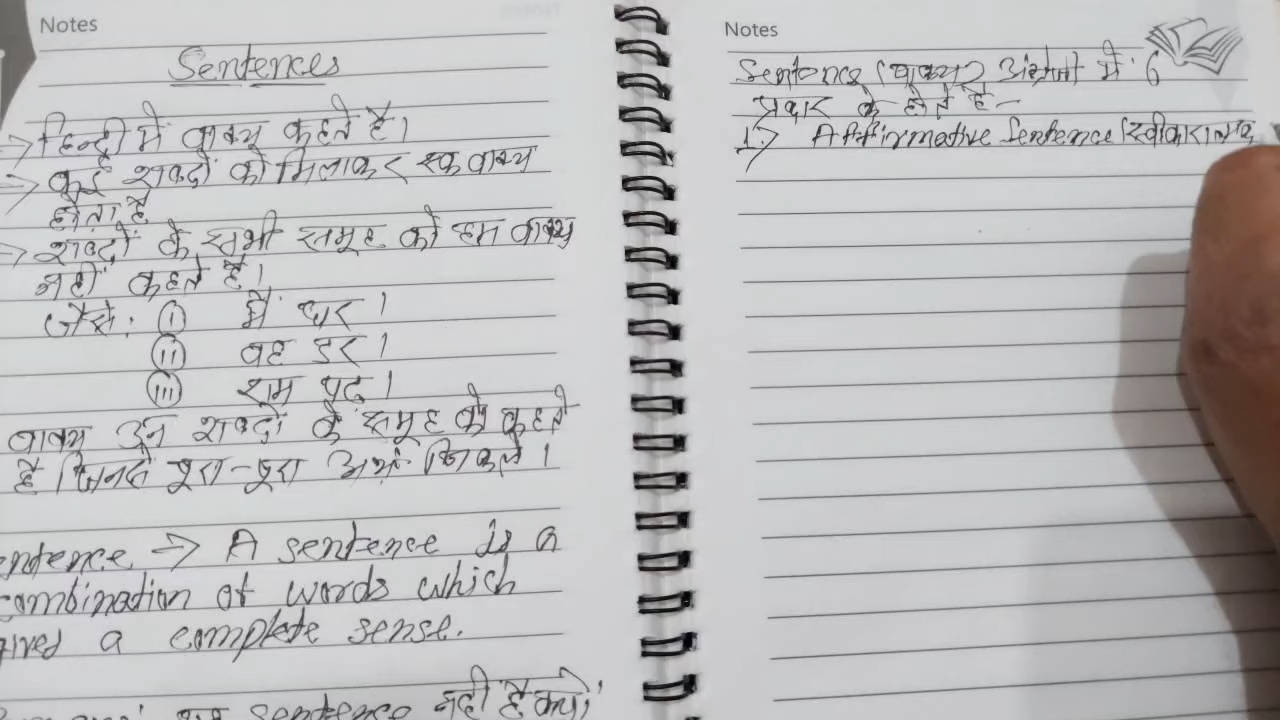 Notes
Sentences
→ हिन्दी में वाक्य कहते है।
→ कई शब्दों को मिलाकर एक वाक्य
होता है
→ शब्दों के सभी समूह को हम वाक्य
नहीं कहते है।
जैसे: (i) मैं घर।
(ii) वह डर।
(iii) राम पढ़।
वाक्य उन शब्दों के समूह को कहते
है जिनसे पूरा-पूरा अर्थ निकले।
entence → A sentence is a
combination of words which
gives a complete sense.
sentence नही है क्यों
Notes
Sentence (वाक्य) अंग्रेजी में 6
प्रकार के होते है-
1.) Affirmative Sentence (स्वीकारात्मक